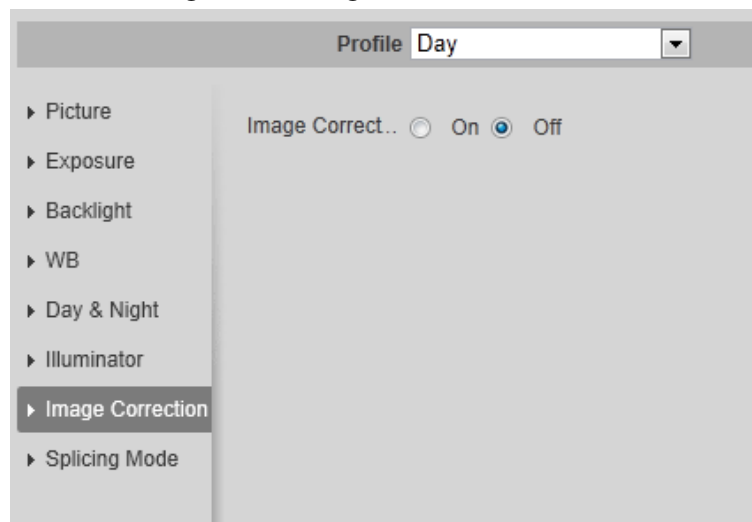 Profile Day
Picture
Image Correct.. On Off
Exposure
Backlight
WB
Day & Night
Illuminator
Image Correction
Splicing Mode